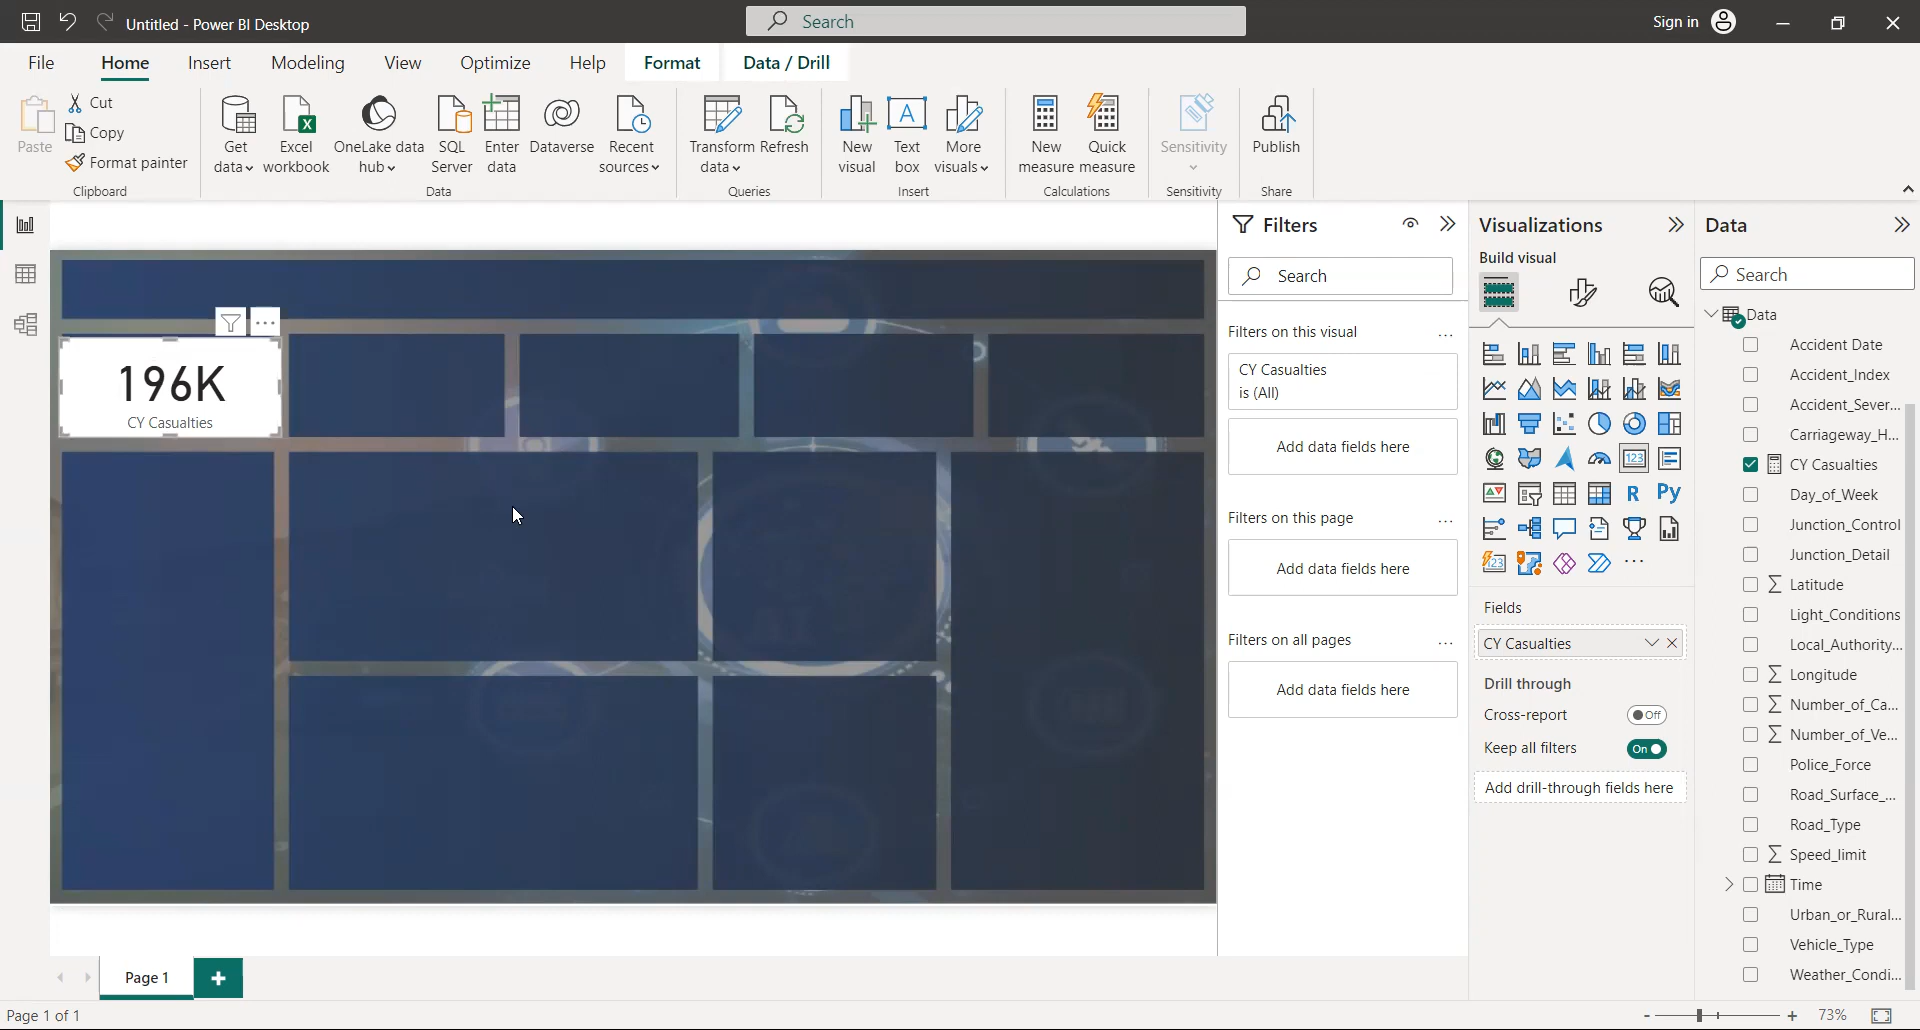 Untitled - Power BI Desktop
Search
Sign in
File
Home
Insert
Modeling
View
Optimize
Help
Format
Data / Drill
Paste
Cut
Copy
Format painter
Clipboard
Get data
Excel workbook
OneLake data hub
SQL Server
Enter data
Dataverse
Recent sources
Data
Transform data
Refresh
Queries
New visual
A
Text box
More visuals
Insert
New measure
Quick measure
Calculations
Sensitivity
Sensitivity
Publish
Share
196K
CY Casualties
Filters
Search
Filters on this visual
CY Casualties
is (All)
Add data fields here
Filters on this page
Add data fields here
Filters on all pages
Add data fields here
Visualizations
Build visual
123
R
Py
123
Fields
CY Casualties
Drill through
Cross-report
Off
Keep all filters
On
Add drill-through fields here
Data
Search
Data
Accident Date
Accident_Index
Accident_Sever...
Carriageway_H...
CY Casualties
Day_of_Week
Junction_Control
Junction_Detail
Latitude
Light_Conditions
Local_Authority...
Longitude
Number_of_Ca...
Number_of_Ve...
Police_Force
Road_Surface_...
Road_Type
Speed_limit
Time
Urban_or_Rural...
Vehicle_Type
Weather_Condi...
Page 1
Page 1 of 1
73%